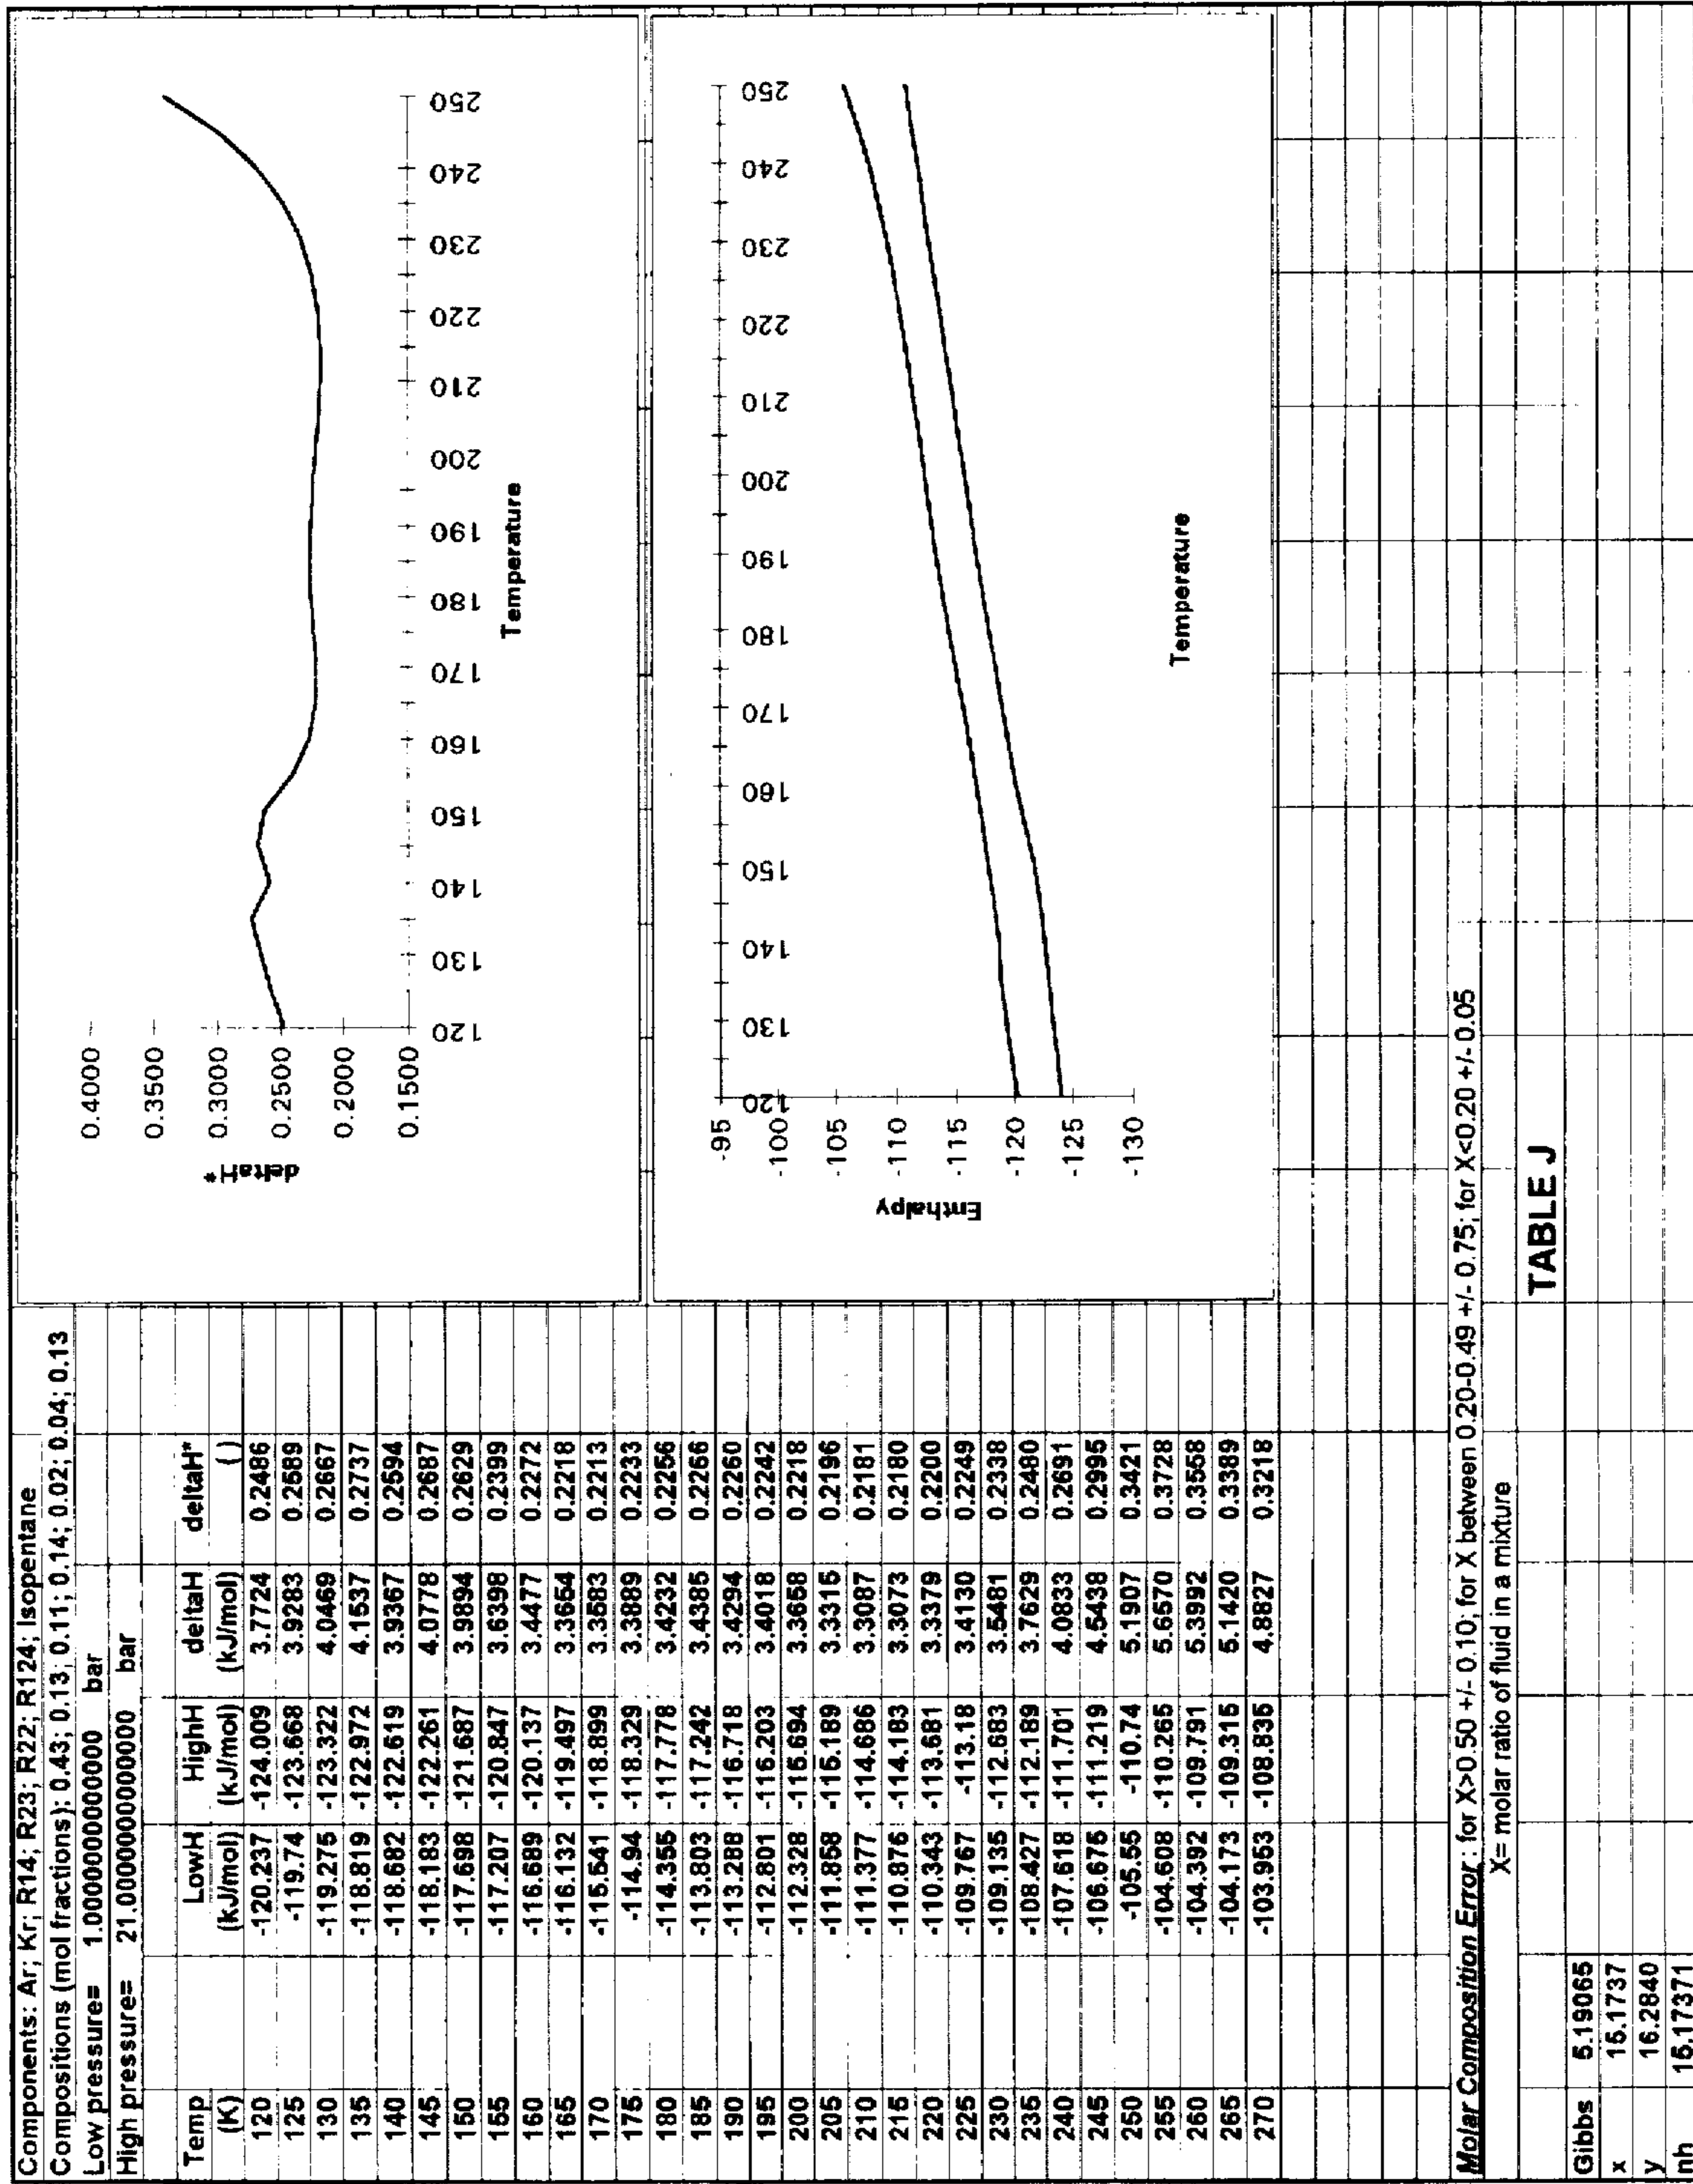 Components: Ar; Kr; R14; R23; R22; R124; Isopentane
Compositions (mol fractions): 0.43; 0.13; 0.11; 0.14; 0.02; 0.04; 0.13
Low pressure= 1.00000000000000 bar
High pressure= 21.00000000000000 bar
Temp LowH HighH deltaH deltaH*
(K) (kJ/mol) (kJ/mol) (kJ/mol) ( )
120 -120.237 -124.009 3.7724 0.2486
125 -119.74 -123.668 3.9283 0.2589
130 -119.275 -123.322 4.0469 0.2667
135 -118.819 -122.972 4.1537 0.2737
140 -118.682 -122.619 3.9367 0.2594
145 -118.183 -122.261 4.0778 0.2687
150 -117.698 -121.687 3.9894 0.2629
155 -117.207 -120.847 3.6398 0.2399
160 -116.689 -120.137 3.4477 0.2272
165 -116.132 -119.497 3.3654 0.2218
170 -115.541 -118.899 3.3583 0.2213
175 -114.94 -118.329 3.3889 0.2233
180 -114.355 -117.778 3.4232 0.2256
185 -113.803 -117.242 3.4385 0.2266
190 -113.288 -116.718 3.4294 0.2260
195 -112.801 -116.203 3.4018 0.2242
200 -112.328 -115.694 3.3658 0.2218
205 -111.858 -115.189 3.3315 0.2196
210 -111.377 -114.686 3.3087 0.2181
215 -110.876 -114.183 3.3073 0.2180
220 -110.343 -113.681 3.3379 0.2200
225 -109.767 -113.18 3.4130 0.2249
230 -109.135 -112.683 3.5481 0.2338
235 -108.427 -112.189 3.7629 0.2480
240 -107.618 -111.701 4.0833 0.2691
245 -106.675 -111.219 4.5438 0.2995
250 -105.55 -110.74 5.1907 0.3421
255 -104.608 -110.265 5.6570 0.3728
260 -104.392 -109.791 5.3992 0.3558
265 -104.173 -109.315 5.1420 0.3389
270 -103.953 -108.835 4.8827 0.3218
deltaH*
0.4000
0.3500
0.3000
0.2500
0.2000
0.1500
120 130 140 150 160 170 180 190 200 210 220 230 240 250
Temperature
Enthalpy
-95
-100
-105
-110
-115
-120
-125
-130
120 130 140 150 160 170 180 190 200 210 220 230 240 250
Temperature
Molar Composition Error: for X>0.50 +/- 0.10; for X between 0.20-0.49 +/- 0.75; for X<0.20 +/- 0.05
X= molar ratio of fluid in a mixture
TABLE J
Gibbs 5.19065
x 15.1737
y 16.2840
nh 15.17371